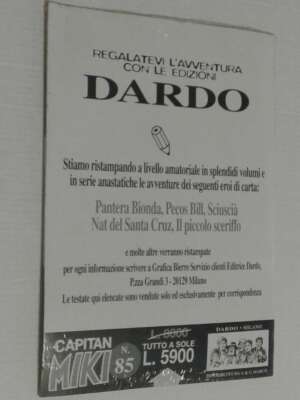 REGALATEVI L'AVVENTURA
CON LE EDIZIONI
DARDO
Stiamo ristampando a livello amatoriale in splendidi volumi e
in serie anastatiche le avventure dei seguenti eroi di carta:
Pantera Bionda, Pecos Bill, Sciuscià
Nat del Santa Cruz, Il piccolo sceriffo
e molte altre verranno ristampate
per ogni informazione scrivere a Grafica Bierre Servizio clienti Editrice Dardo,
P.zza Grandi 3 - 20129 Milano
Le testate qui elencate sono vendute solo ed esclusivamente per corrispondenza
CAPITAN
MIKI
N.
85
TUTTO A SOLE
L. 5900
DARDO - MILANO